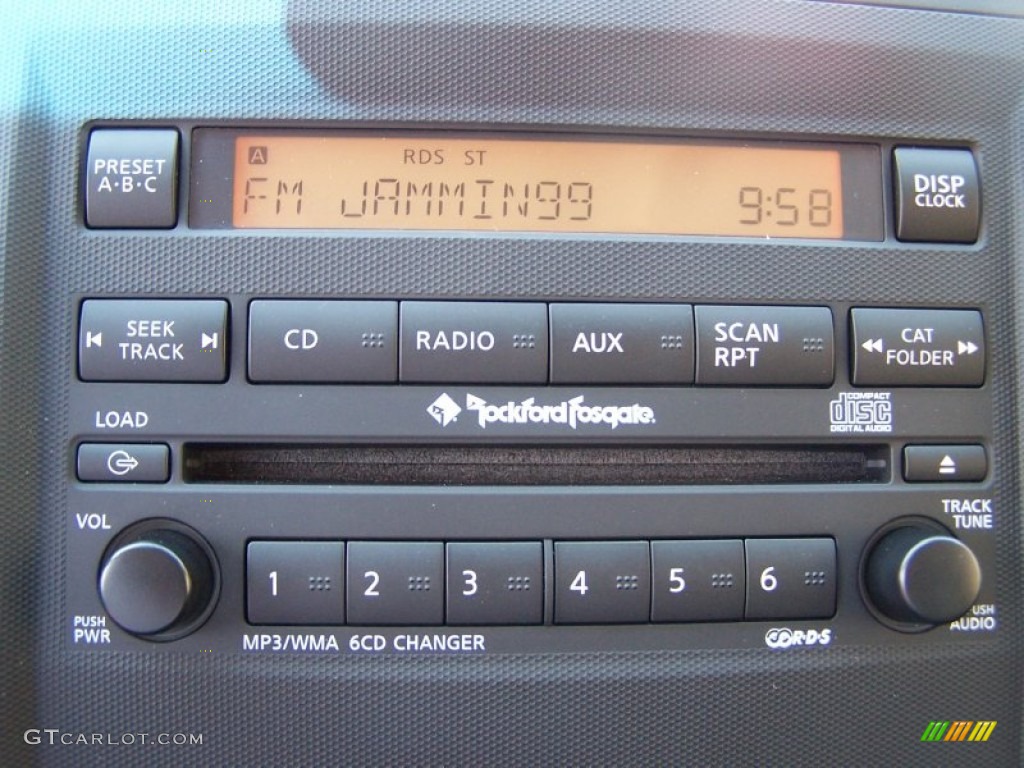 PRESET
A·B·C
A RDS ST
FM JAMMIN99 9:58
DISP
CLOCK
SEEK
TRACK
CD
RADIO
AUX
SCAN
RPT
CAT
FOLDER
LOAD
Rockford Fosgate
COMPACT
disc
DIGITAL AUDIO
VOL
TRACK
TUNE
1 2 3 4 5 6
PUSH
PWR
PUSH
AUDIO
MP3/WMA 6CD CHANGER
R·D·S
GTCARLOT.COM